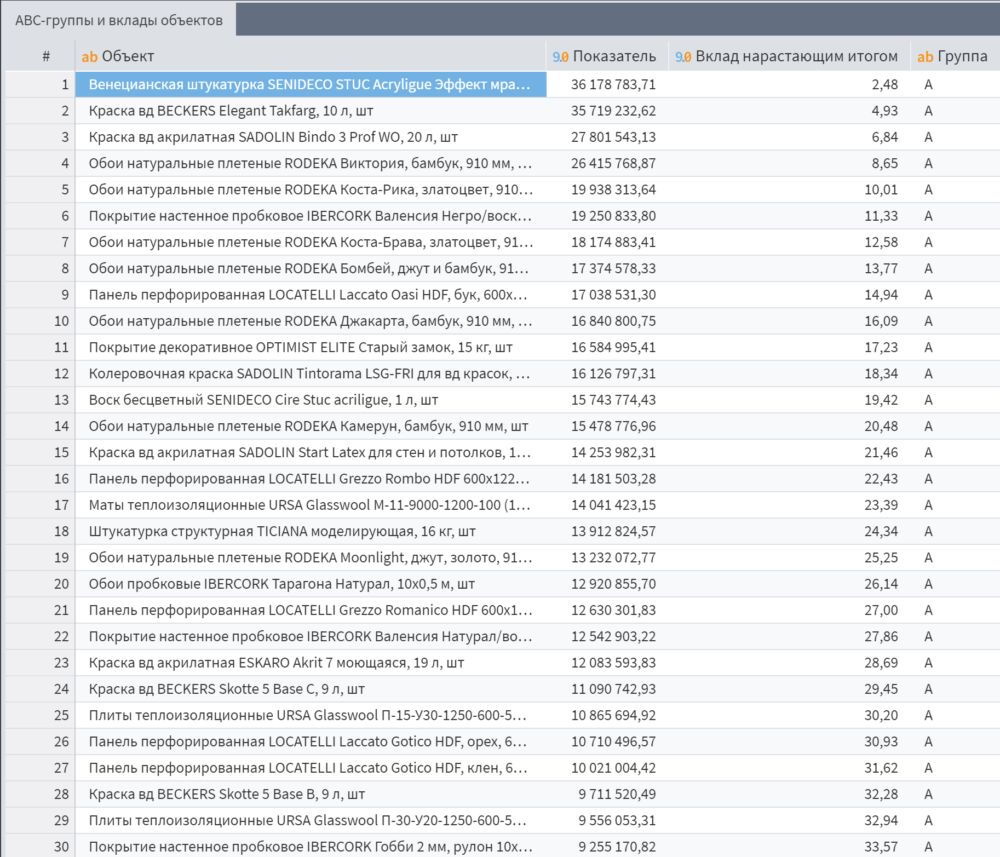 ABC-группы и вклады объектов
# ab Объект 9.0 Показатель 9.0 Вклад нарастающим итогом ab Группа
1 Венецианская штукатурка SENIDECO STUC Acryligue Эффект мра… 36 178 783,71 2,48 A
2 Краска вд BECKERS Elegant Takfarg, 10 л, шт 35 719 232,62 4,93 A
3 Краска вд акрилатная SADOLIN Bindo 3 Prof WO, 20 л, шт 27 801 543,13 6,84 A
4 Обои натуральные плетеные RODEKA Виктория, бамбук, 910 мм, … 26 415 768,87 8,65 A
5 Обои натуральные плетеные RODEKA Коста-Рика, златоцвет, 910… 19 938 313,64 10,01 A
6 Покрытие настенное пробковое IBERCORK Валенсия Негро/воск… 19 250 833,80 11,33 A
7 Обои натуральные плетеные RODEKA Коста-Брава, златоцвет, 91… 18 174 883,41 12,58 A
8 Обои натуральные плетеные RODEKA Бомбей, джут и бамбук, 91… 17 374 578,33 13,77 A
9 Панель перфорированная LOCATELLI Laccato Oasi HDF, бук, 600х… 17 038 531,30 14,94 A
10 Обои натуральные плетеные RODEKA Джакарта, бамбук, 910 мм, … 16 840 800,75 16,09 A
11 Покрытие декоративное OPTIMIST ELITE Старый замок, 15 кг, шт 16 584 995,41 17,23 A
12 Колеровочная краска SADOLIN Tintorama LSG-FRI для вд красок, … 16 126 797,31 18,34 A
13 Воск бесцветный SENIDECO Cire Stuc acriligue, 1 л, шт 15 743 774,43 19,42 A
14 Обои натуральные плетеные RODEKA Камерун, бамбук, 910 мм, шт 15 478 776,96 20,48 A
15 Краска вд акрилатная SADOLIN Start Latex для стен и потолков, 1… 14 253 982,31 21,46 A
16 Панель перфорированная LOCATELLI Grezzo Rombo HDF 600х122… 14 181 503,28 22,43 A
17 Маты теплоизоляционные URSA Glasswool М-11-9000-1200-100 (1… 14 041 423,15 23,39 A
18 Штукатурка структурная TICIANA моделирующая, 16 кг, шт 13 912 824,57 24,34 A
19 Обои натуральные плетеные RODEKA Moonlight, джут, золото, 91… 13 232 072,77 25,25 A
20 Обои пробковые IBERCORK Тарагона Натурал, 10х0,5 м, шт 12 920 855,70 26,14 A
21 Панель перфорированная LOCATELLI Grezzo Romanico HDF 600х1… 12 630 301,83 27,00 A
22 Покрытие настенное пробковое IBERCORK Валенсия Натурал/во… 12 542 903,22 27,86 A
23 Краска вд акрилатная ESKARO Akrit 7 моющаяся, 19 л, шт 12 083 593,83 28,69 A
24 Краска вд BECKERS Skotte 5 Base C, 9 л, шт 11 090 742,93 29,45 A
25 Плиты теплоизоляционные URSA Glasswool П-15-У30-1250-600-5… 10 865 694,92 30,20 A
26 Панель перфорированная LOCATELLI Laccato Gotico HDF, орех, 6… 10 710 496,57 30,93 A
27 Панель перфорированная LOCATELLI Laccato Gotico HDF, клен, 6… 10 021 004,42 31,62 A
28 Краска вд BECKERS Skotte 5 Base B, 9 л, шт 9 711 520,49 32,28 A
29 Плиты теплоизоляционные URSA Glasswool П-30-У20-1250-600-5… 9 556 053,31 32,94 A
30 Покрытие настенное пробковое IBERCORK Гобби 2 мм, рулон 10х… 9 255 170,82 33,57 A